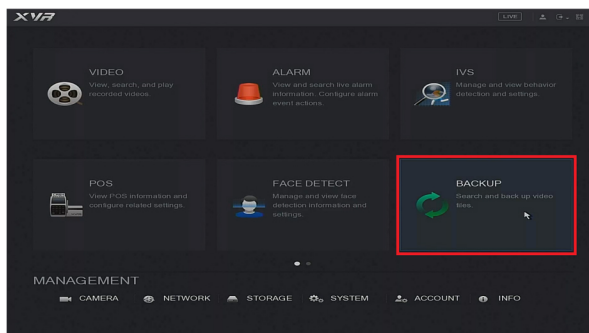 XVR
LIVE
VIDEO
View, search, and play
recorded videos.
ALARM
View and search live alarm
information. Configure alarm
event actions.
IVS
Manage and view behavior
detection and settings.
POS
View POS information and
configure related settings.
FACE DETECT
Manage and view face
detection information and
settings.
BACKUP
Search and back up video
files.
MANAGEMENT
CAMERA
NETWORK
STORAGE
SYSTEM
ACCOUNT
INFO